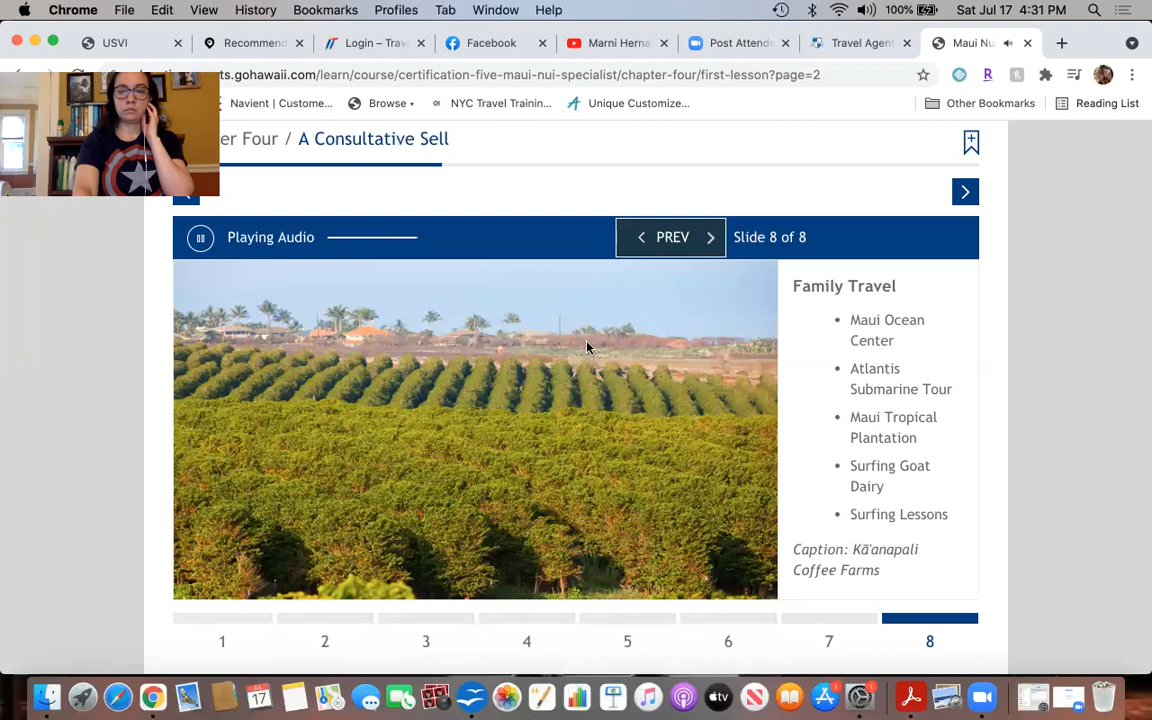 Chrome File Edit View History Bookmarks Profiles Tab Window Help 100% Sat Jul 17 4:31 PM
USVI Recommend Login – Trav Facebook Marni Herna Post Attende Travel Agent Maui Nu
ts.gohawaii.com/learn/course/certification-five-maui-nui-specialist/chapter-four/first-lesson?page=2
Navient | Custome... Browse NYC Travel Trainin... Unique Customize... Other Bookmarks Reading List
er Four / A Consultative Sell
Playing Audio PREV Slide 8 of 8
Family Travel
• Maui Ocean
Center
• Atlantis
Submarine Tour
• Maui Tropical
Plantation
• Surfing Goat
Dairy
• Surfing Lessons
Caption: Kā'anapali
Coffee Farms
1 2 3 4 5 6 7 8